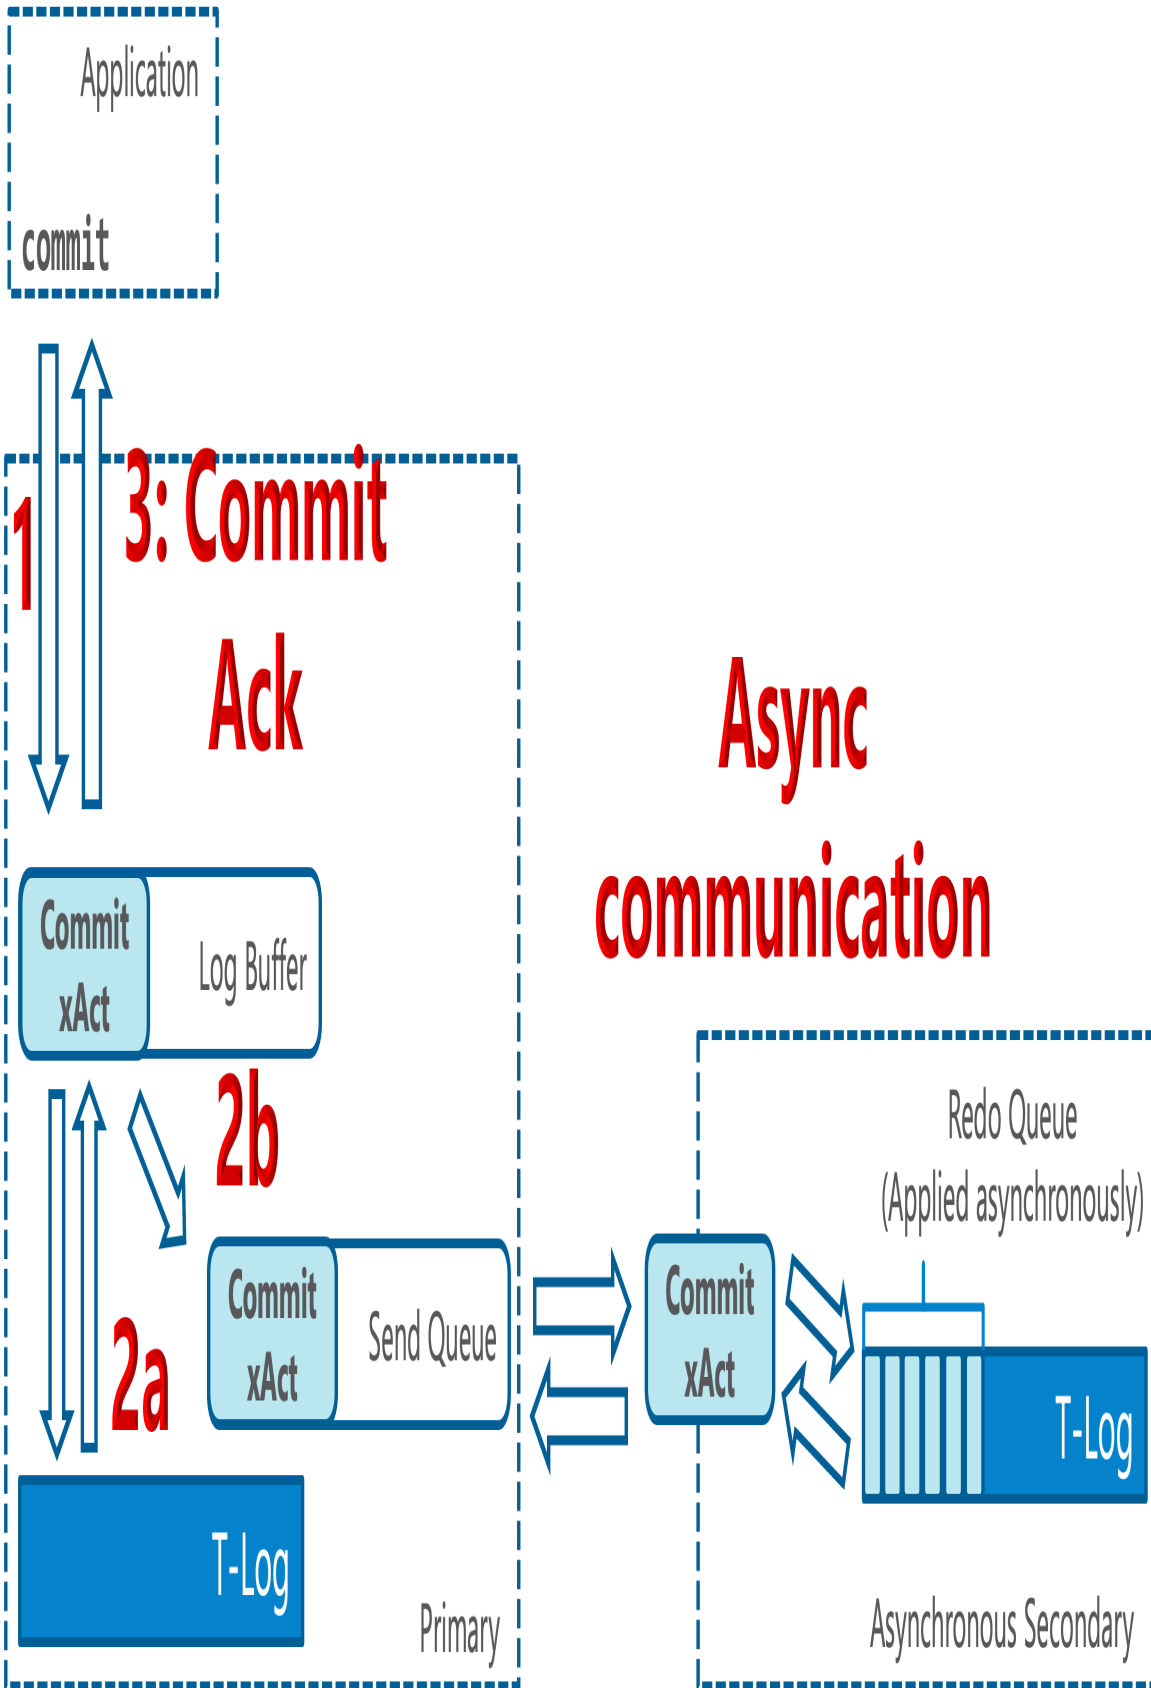 Application
commit
1
3: Commit
Ack
Async
communication
Commit
xAct
Log Buffer
2b
2a
Commit
xAct
Send Queue
T-Log
Primary
Redo Queue
(Applied asynchronously)
Commit
xAct
T-Log
Asynchronous Secondary